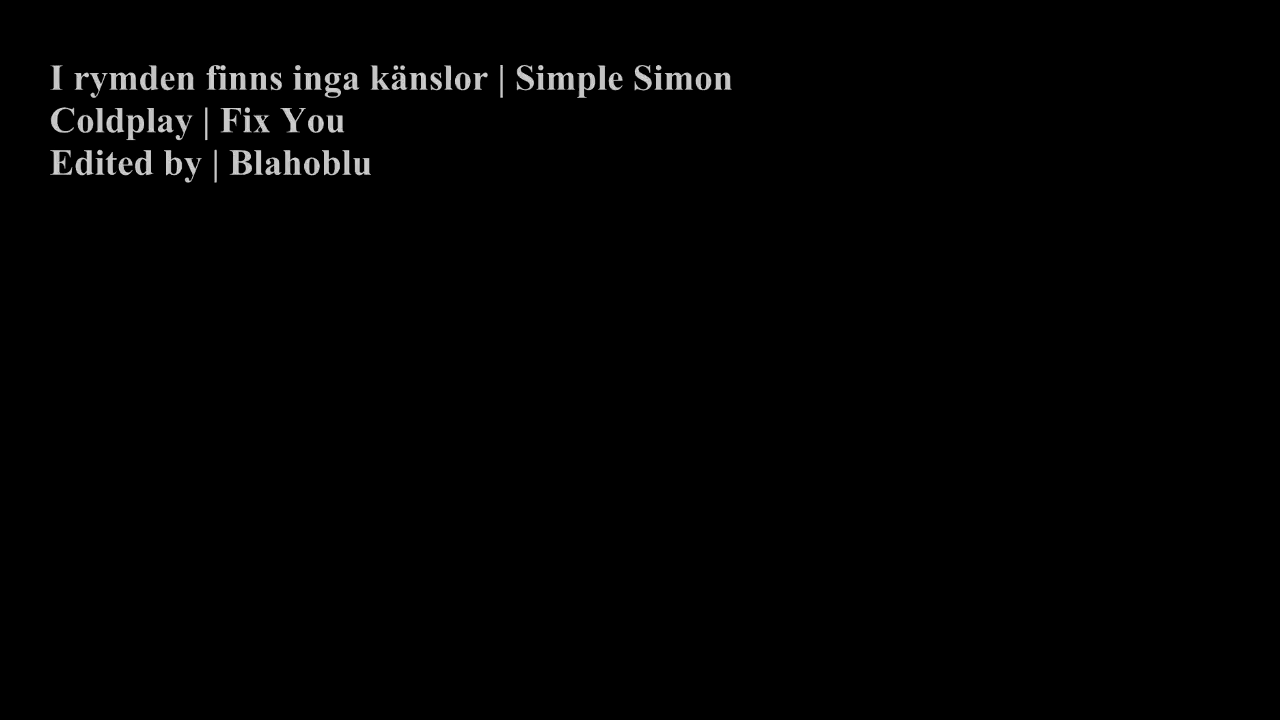 I rymden finns inga känslor | Simple Simon
Coldplay | Fix You
Edited by | Blahoblu